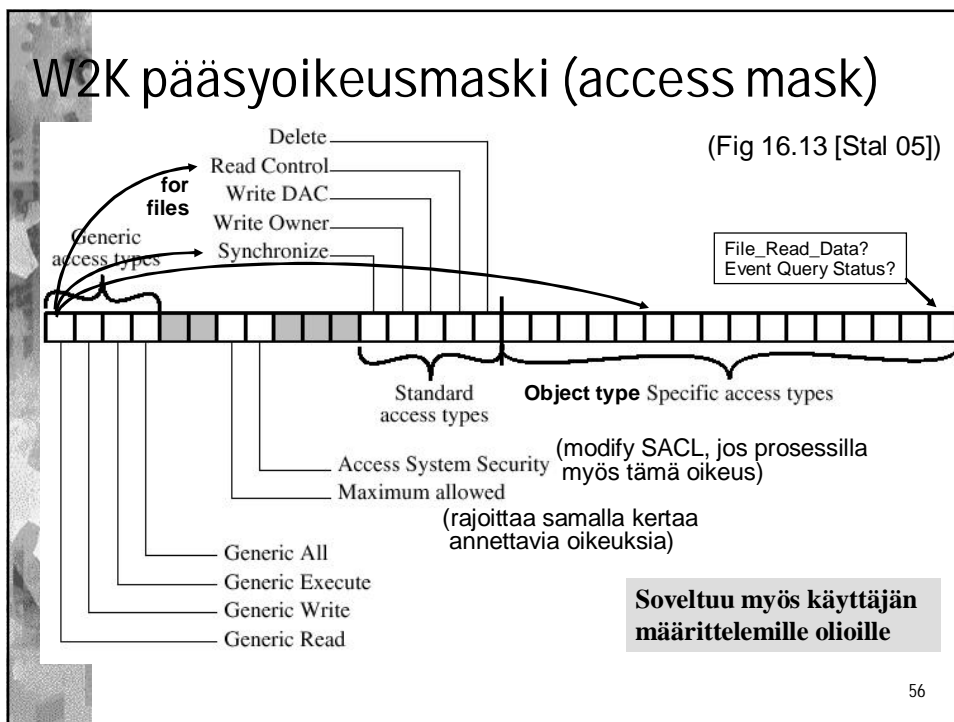 W2K pääsyoikeusmaski (access mask)
(Fig 16.13 [Stal 05])
Delete
Read Control
Write DAC
Write Owner
Synchronize
for
files
Generic
access types
File_Read_Data?
Event Query Status?
Standard
access types
Object type Specific access types
Access System Security
(modify SACL, jos prosessilla
myös tämä oikeus)
Maximum allowed
(rajoittaa samalla kertaa
annettavia oikeuksia)
Generic All
Generic Execute
Generic Write
Generic Read
Soveltuu myös käyttäjän
määrittelemille olioille
56